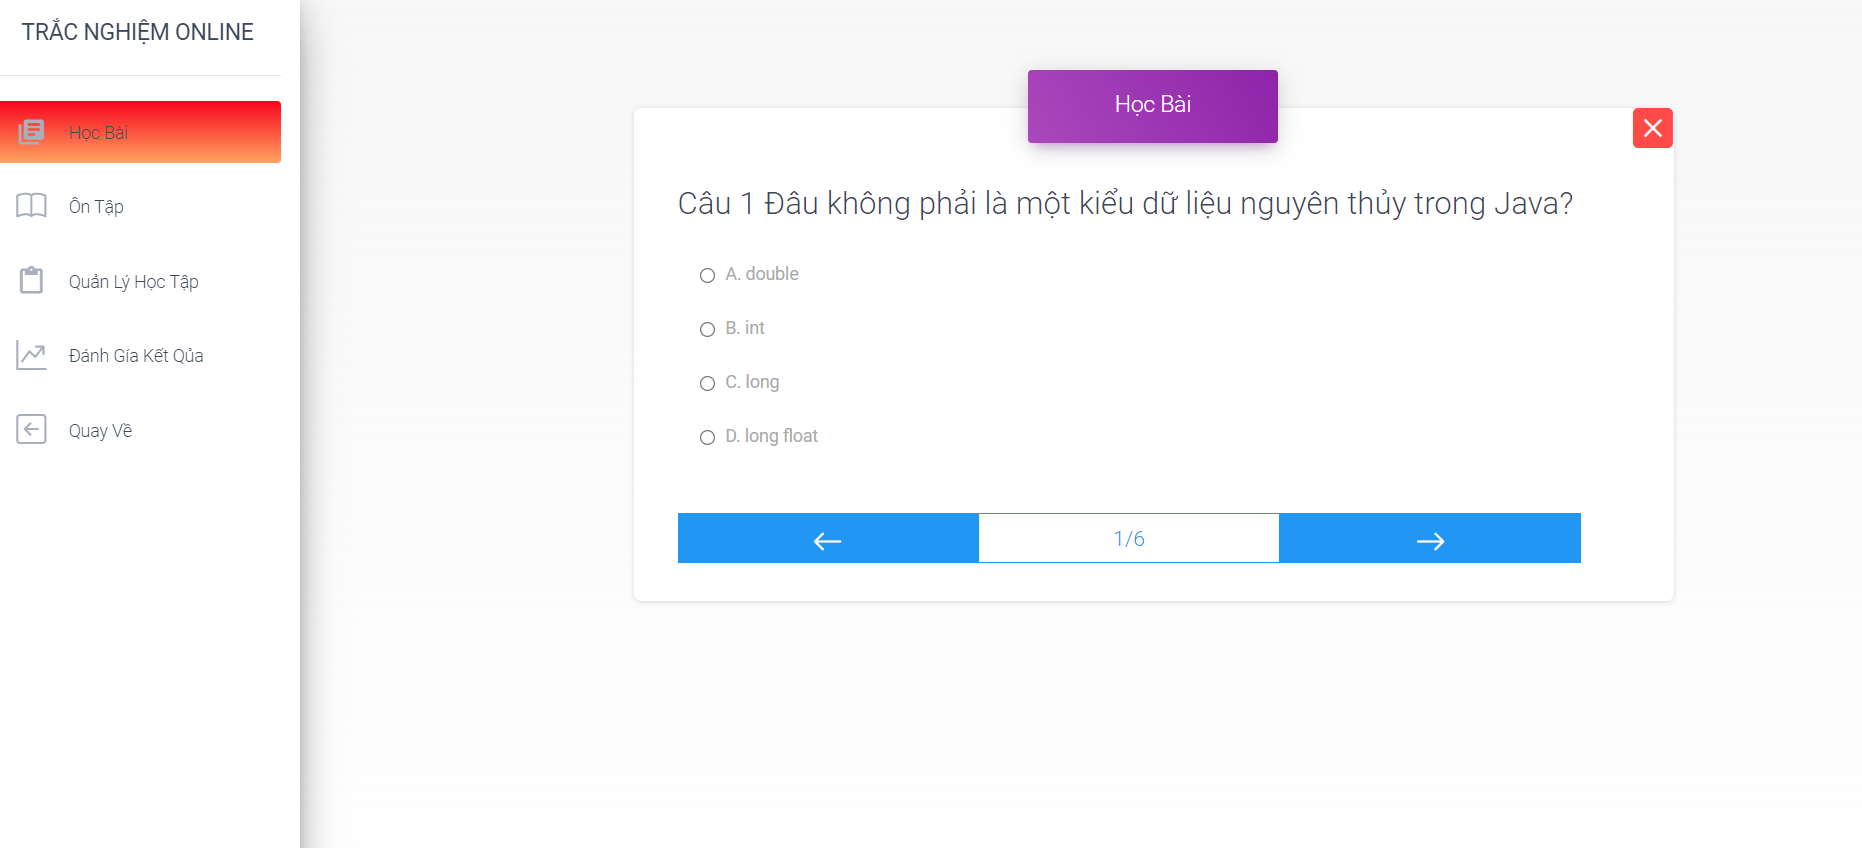 TRẮC NGHIỆM ONLINE
Học Bài
Ôn Tập
Quản Lý Học Tập
Đánh Gía Kết Qủa
Quay Về
Học Bài
Câu 1 Đâu không phải là một kiểu dữ liệu nguyên thủy trong Java?
A. double
B. int
C. long
D. long float
1/6